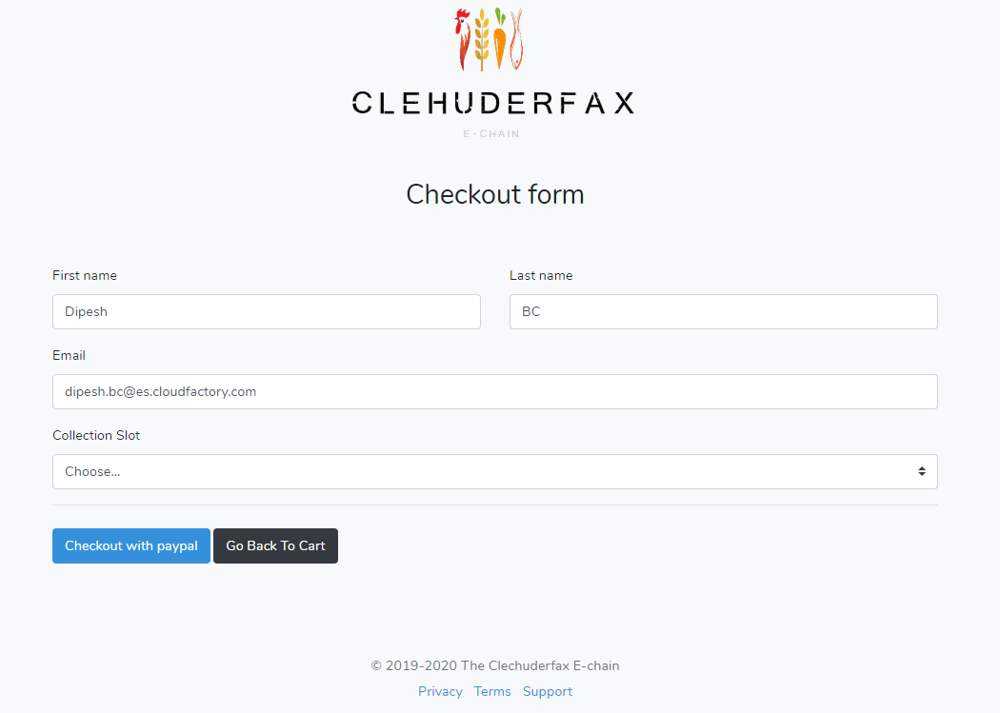 CLEHUDERFAX
E-CHAIN
Checkout form
First name
Last name
Dipesh
BC
Email
dipesh.bc@es.cloudfactory.com
Collection Slot
Choose...
Checkout with paypal
Go Back To Cart
© 2019-2020 The Clechuderfax E-chain
Privacy Terms Support